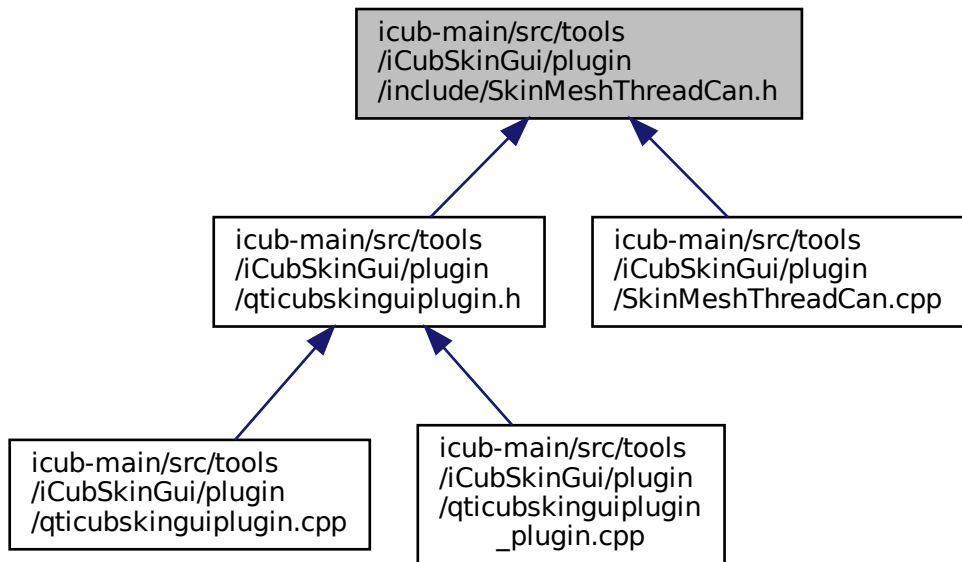 icub-main/src/tools
/iCubSkinGui/plugin
/include/SkinMeshThreadCan.h
icub-main/src/tools
/iCubSkinGui/plugin
/qticubskinguiplugin.h
icub-main/src/tools
/iCubSkinGui/plugin
/SkinMeshThreadCan.cpp
icub-main/src/tools
/iCubSkinGui/plugin
/qticubskinguiplugin.cpp
icub-main/src/tools
/iCubSkinGui/plugin
/qticubskinguiplugin
_plugin.cpp